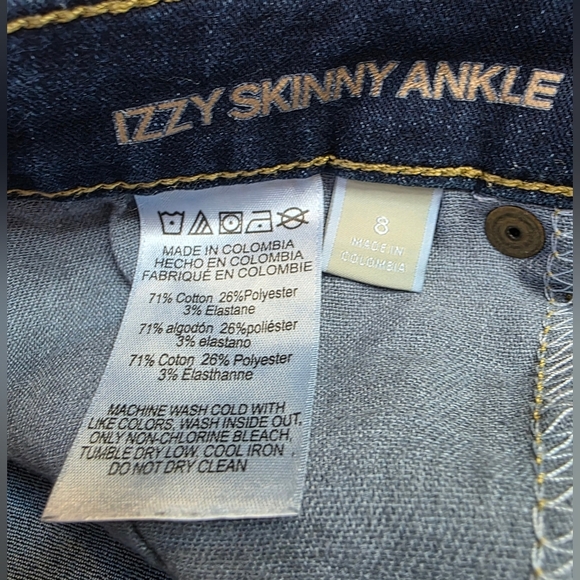 IZZY SKINNY ANKLE
MADE IN COLOMBIA
HECHO EN COLOMBIA
FABRIQUÉ EN COLOMBIE
71% Cotton 26%Polyester
3% Elastane
71% algodón 26%poliéster
3% elastano
71% Coton 26% Polyester
3% Elasthanne
MACHINE WASH COLD WITH
LIKE COLORS, WASH INSIDE OUT,
ONLY NON-CHLORINE BLEACH,
TUMBLE DRY LOW, COOL IRON,
DO NOT DRY CLEAN
8
MADE IN
COLOMBIA